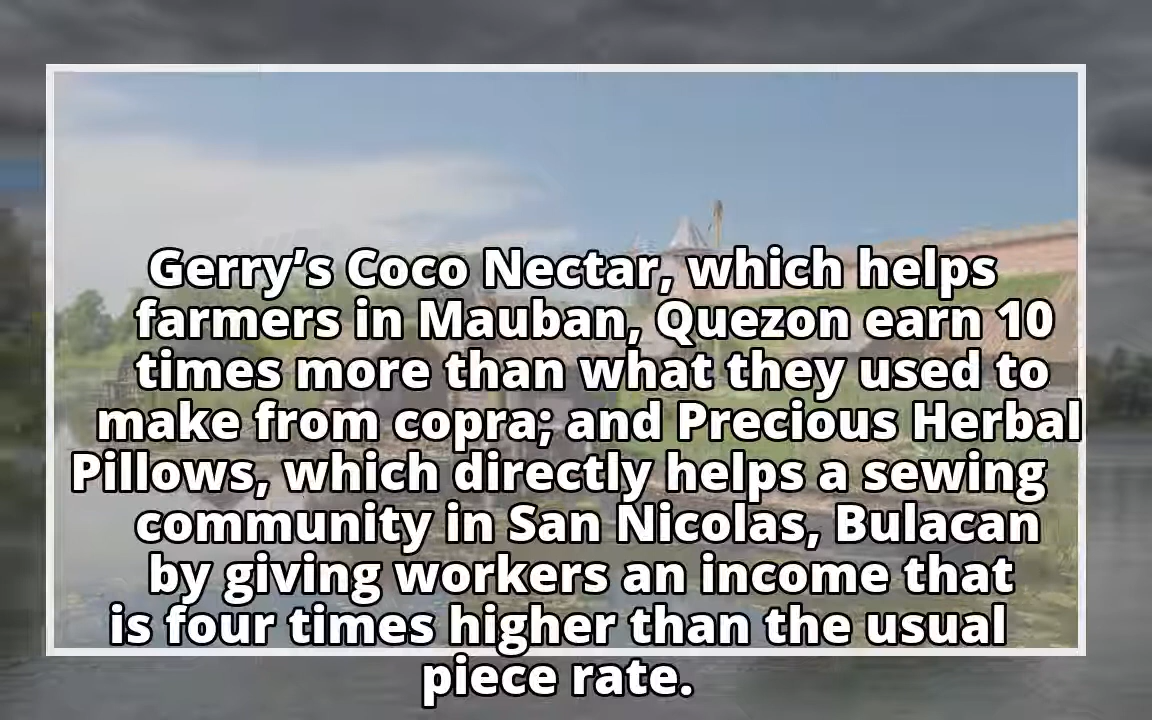 Gerry’s Coco Nectar, which helps
farmers in Mauban, Quezon earn 10
times more than what they used to
make from copra; and Precious Herbal
Pillows, which directly helps a sewing
community in San Nicolas, Bulacan
by giving workers an income that
is four times higher than the usual
piece rate.